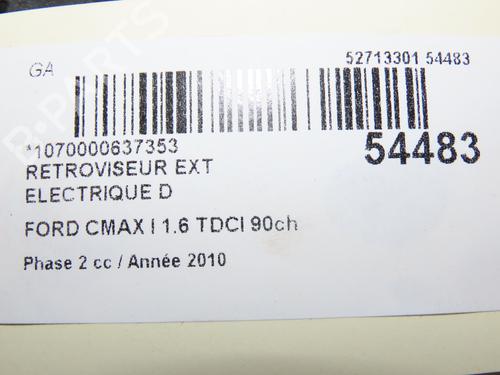 GA
52713301 54483
*1070000637353
54483
RETROVISEUR EXT
ELECTRIQUE D
FORD CMAX I 1.6 TDCI 90ch
Phase 2 cc / Année 2010
B-PARTS